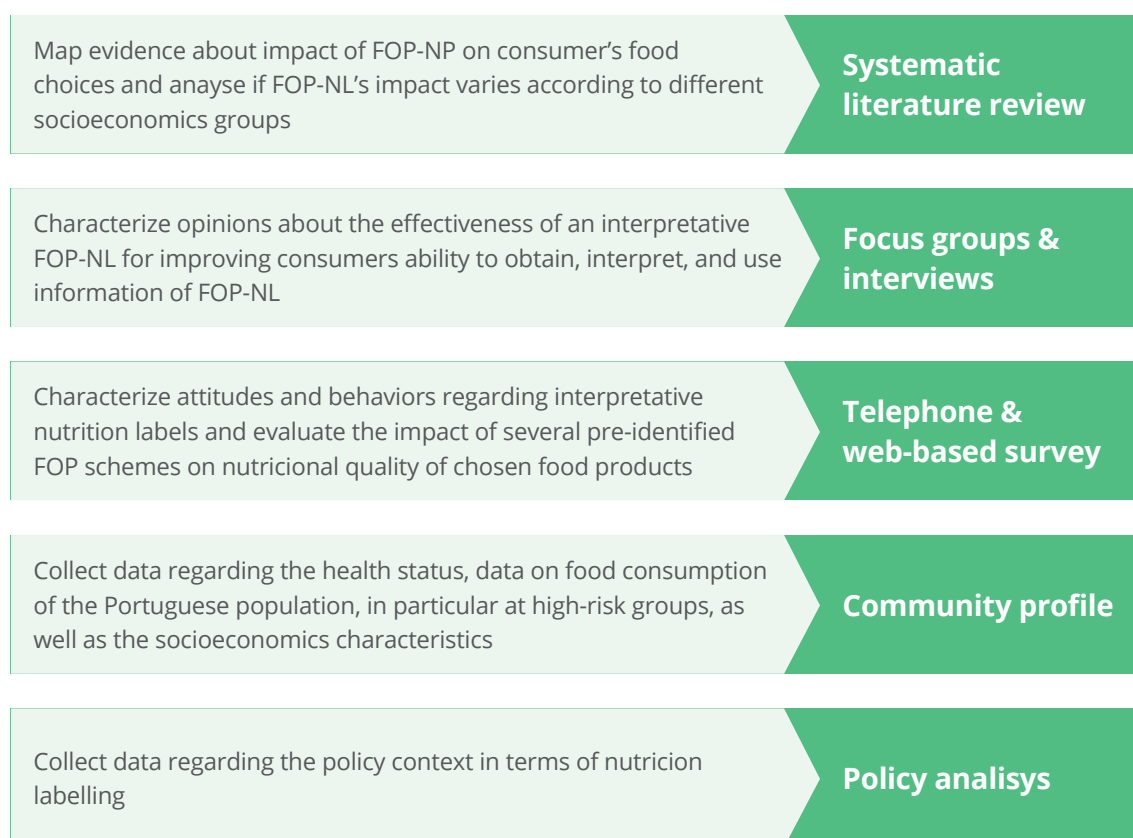 Map evidence about impact of FOP-NP on consumer's food
choices and anayse if FOP-NL's impact varies according to different
socioeconomics groups
Systematic
literature review
Characterize opinions about the effectiveness of an interpretative
FOP-NL for improving consumers ability to obtain, interpret, and use
information of FOP-NL
Focus groups &
interviews
Characterize attitudes and behaviors regarding interpretative
nutrition labels and evaluate the impact of several pre-identified
FOP schemes on nutricional quality of chosen food products
Telephone &
web-based survey
Collect data regarding the health status, data on food consumption
of the Portuguese population, in particular at high-risk groups, as
well as the socioeconomics characteristics
Community profile
Collect data regarding the policy context in terms of nutricion
labelling
Policy analisys